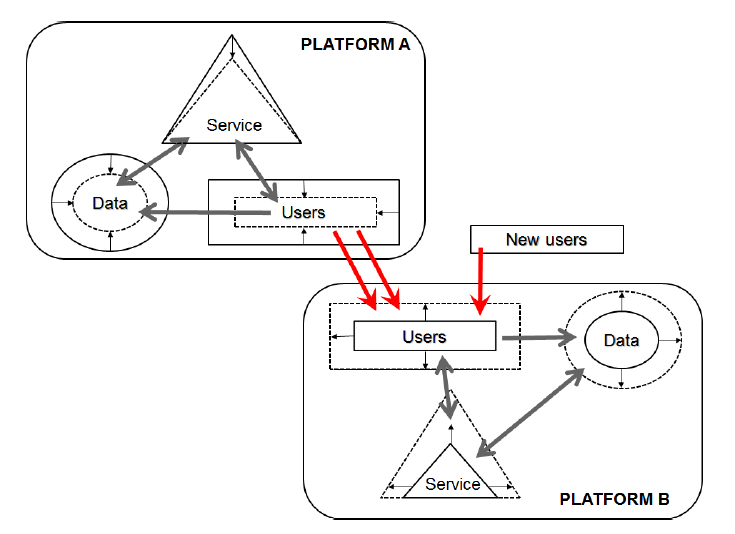 PLATFORM A
Service
Data
Users
New users
Users
Data
Service
PLATFORM B